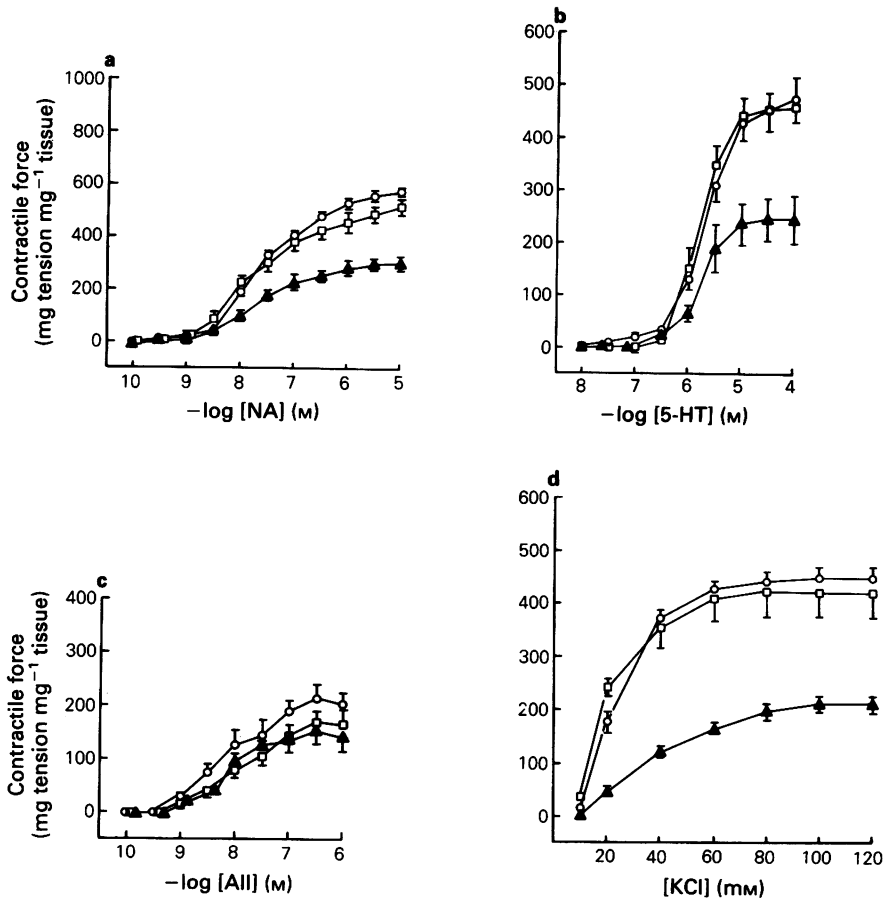 a
1000
800
600
400
200
0
10 9 8 7 6 5
−log [NA] (M)
Contractile force
(mg tension mg⁻¹ tissue)
b
600
500
400
300
200
100
0
8 7 6 5 4
−log [5-HT] (M)
c
400
300
200
100
0
10 9 8 7 6
−log [AII] (M)
Contractile force
(mg tension mg⁻¹ tissue)
d
600
500
400
300
200
100
0
20 40 60 80 100 120
[KCl] (mM)